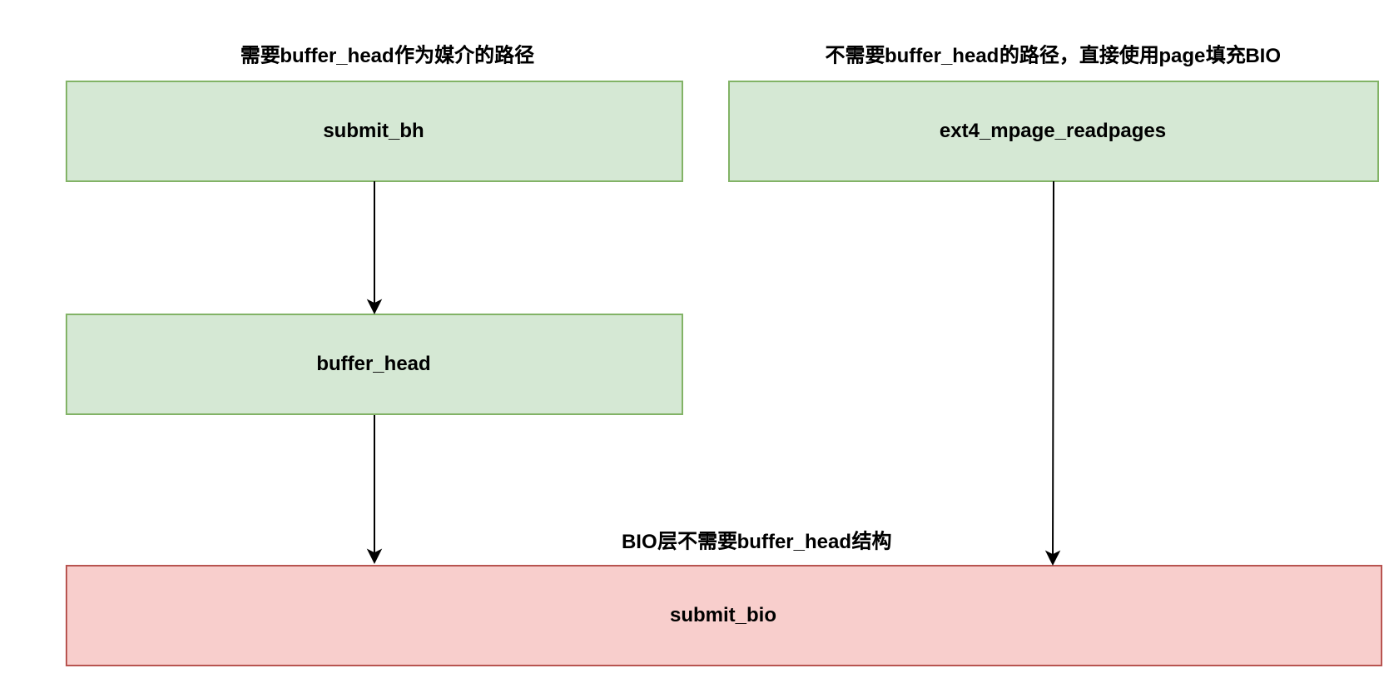 需要buffer_head作为媒介的路径
不需要buffer_head的路径，直接使用page填充BIO
submit_bh
ext4_mpage_readpages
buffer_head
BIO层不需要buffer_head结构
submit_bio